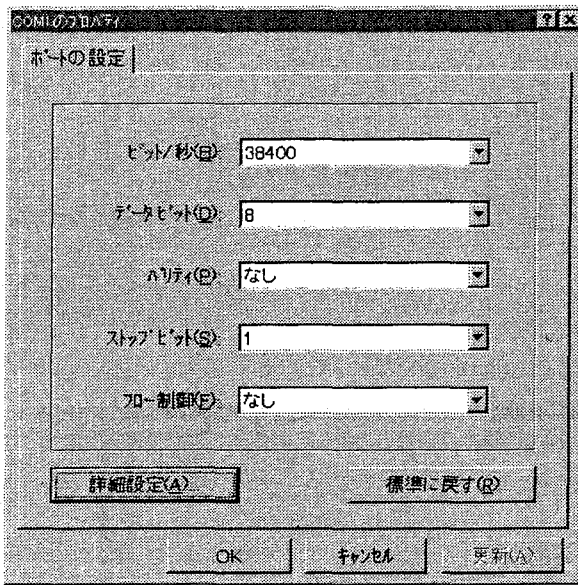 COM1のプロパティ
ポートの設定
ビット/秒(B): 38400
データ ビット(D): 8
パリティ(P): なし
ストップ ビット(S): 1
フロー制御(F): なし
詳細設定(A)... 標準に戻す(R)
OK キャンセル 更新(A)